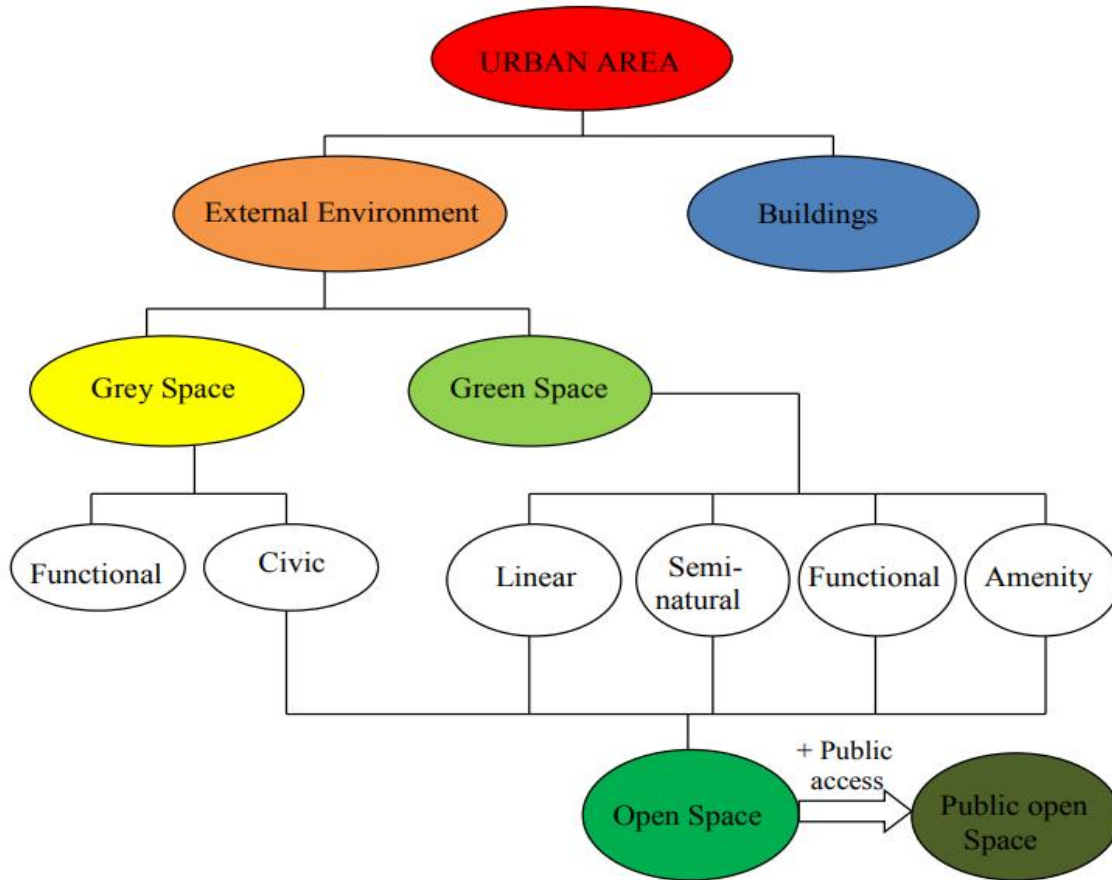 URBAN AREA
External Environment
Buildings
Grey Space
Green Space
Functional
Civic
Linear
Semi-
natural
Functional
Amenity
+ Public
access
Open Space
Public open
Space